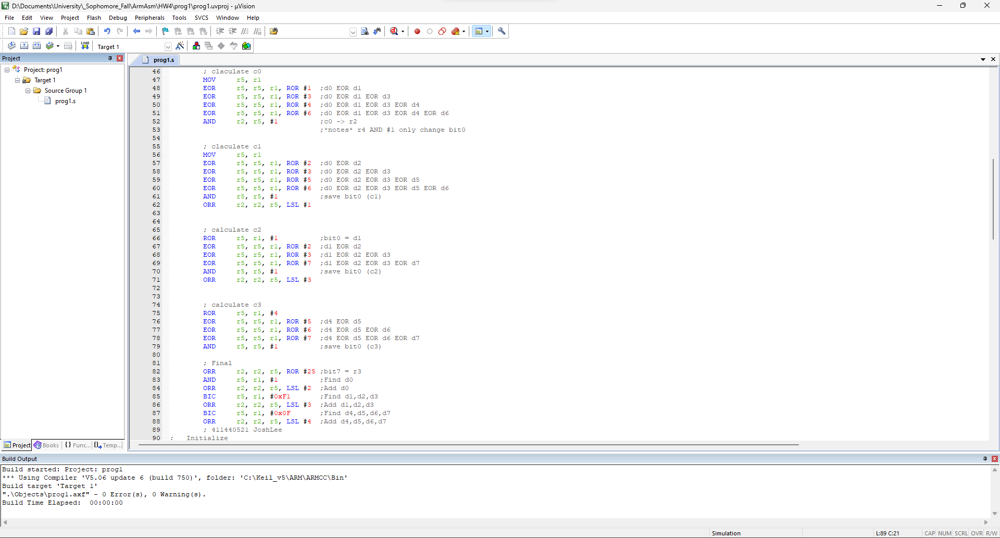 D:\Documents\University\_Sophomore_Fall\ArmAsm\HW4\prog1\prog1.uvproj - µVision
File Edit View Project Flash Debug Peripherals Tools SVCS Window Help
LOAD Target 1
Project
prog1.s
Project: prog1
Target 1
Source Group 1
prog1.s
46 ; claculate c0
47 MOV r5, r1
48 EOR r5, r5, r1, ROR #1 ;d0 EOR d1
49 EOR r5, r5, r1, ROR #3 ;d0 EOR d1 EOR d3
50 EOR r5, r5, r1, ROR #4 ;d0 EOR d1 EOR d3 EOR d4
51 EOR r5, r5, r1, ROR #6 ;d0 EOR d1 EOR d3 EOR d4 EOR d6
52 AND r2, r5, #1 ;c0 -> r2
53 ;*notes* r4 AND #1 only change bit0
54
55 ; claculate c1
56 MOV r5, r1
57 EOR r5, r5, r1, ROR #2 ;d0 EOR d2
58 EOR r5, r5, r1, ROR #3 ;d0 EOR d2 EOR d3
59 EOR r5, r5, r1, ROR #5 ;d0 EOR d2 EOR d3 EOR d5
60 EOR r5, r5, r1, ROR #6 ;d0 EOR d2 EOR d3 EOR d5 EOR d6
61 AND r5, r5, #1 ;save bit0 (c1)
62 ORR r2, r2, r5, LSL #1
63
64
65 ; calculate c2
66 ROR r5, r1, #1 ;bit0 = d1
67 EOR r5, r5, r1, ROR #2 ;d1 EOR d2
68 EOR r5, r5, r1, ROR #3 ;d1 EOR d2 EOR d3
69 EOR r5, r5, r1, ROR #7 ;d1 EOR d2 EOR d3 EOR d7
70 AND r5, r5, #1 ;save bit0 (c2)
71 ORR r2, r2, r5, LSL #3
72
73
74 ; calculate c3
75 ROR r5, r1, #4
76 EOR r5, r5, r1, ROR #5 ;d4 EOR d5
77 EOR r5, r5, r1, ROR #6 ;d4 EOR d5 EOR d6
78 EOR r5, r5, r1, ROR #7 ;d4 EOR d5 EOR d6 EOR d7
79 AND r5, r5, #1 ;save bit0 (c3)
80
81 ; Final
82 ORR r2, r2, r5, ROR #25 ;bit7 = r3
83 AND r5, r1, #1 ;Find d0
84 ORR r2, r2, r5, LSL #2 ;Add d0
85 BIC r5, r1, #0xF1 ;Find d1,d2,d3
86 ORR r2, r2, r5, LSL #3 ;Add d1,d2,d3
87 BIC r5, r1, #0x0F ;Find d4,d5,d6,d7
88 ORR r2, r2, r5, LSL #4 ;Add d4,d5,d6,d7
89 ; 411440521 JoshLee
90 ; Initialize
Project Books {} Func... Temp...
Build Output
Build started: Project: prog1
*** Using Compiler 'V5.06 update 6 (build 750)', folder: 'C:\Keil_v5\ARM\ARMCC\Bin'
Build target 'Target 1'
".\Objects\prog1.axf" - 0 Error(s), 0 Warning(s).
Build Time Elapsed: 00:00:00
Simulation L:89 C:21 CAP NUM SCRL OVR R/W